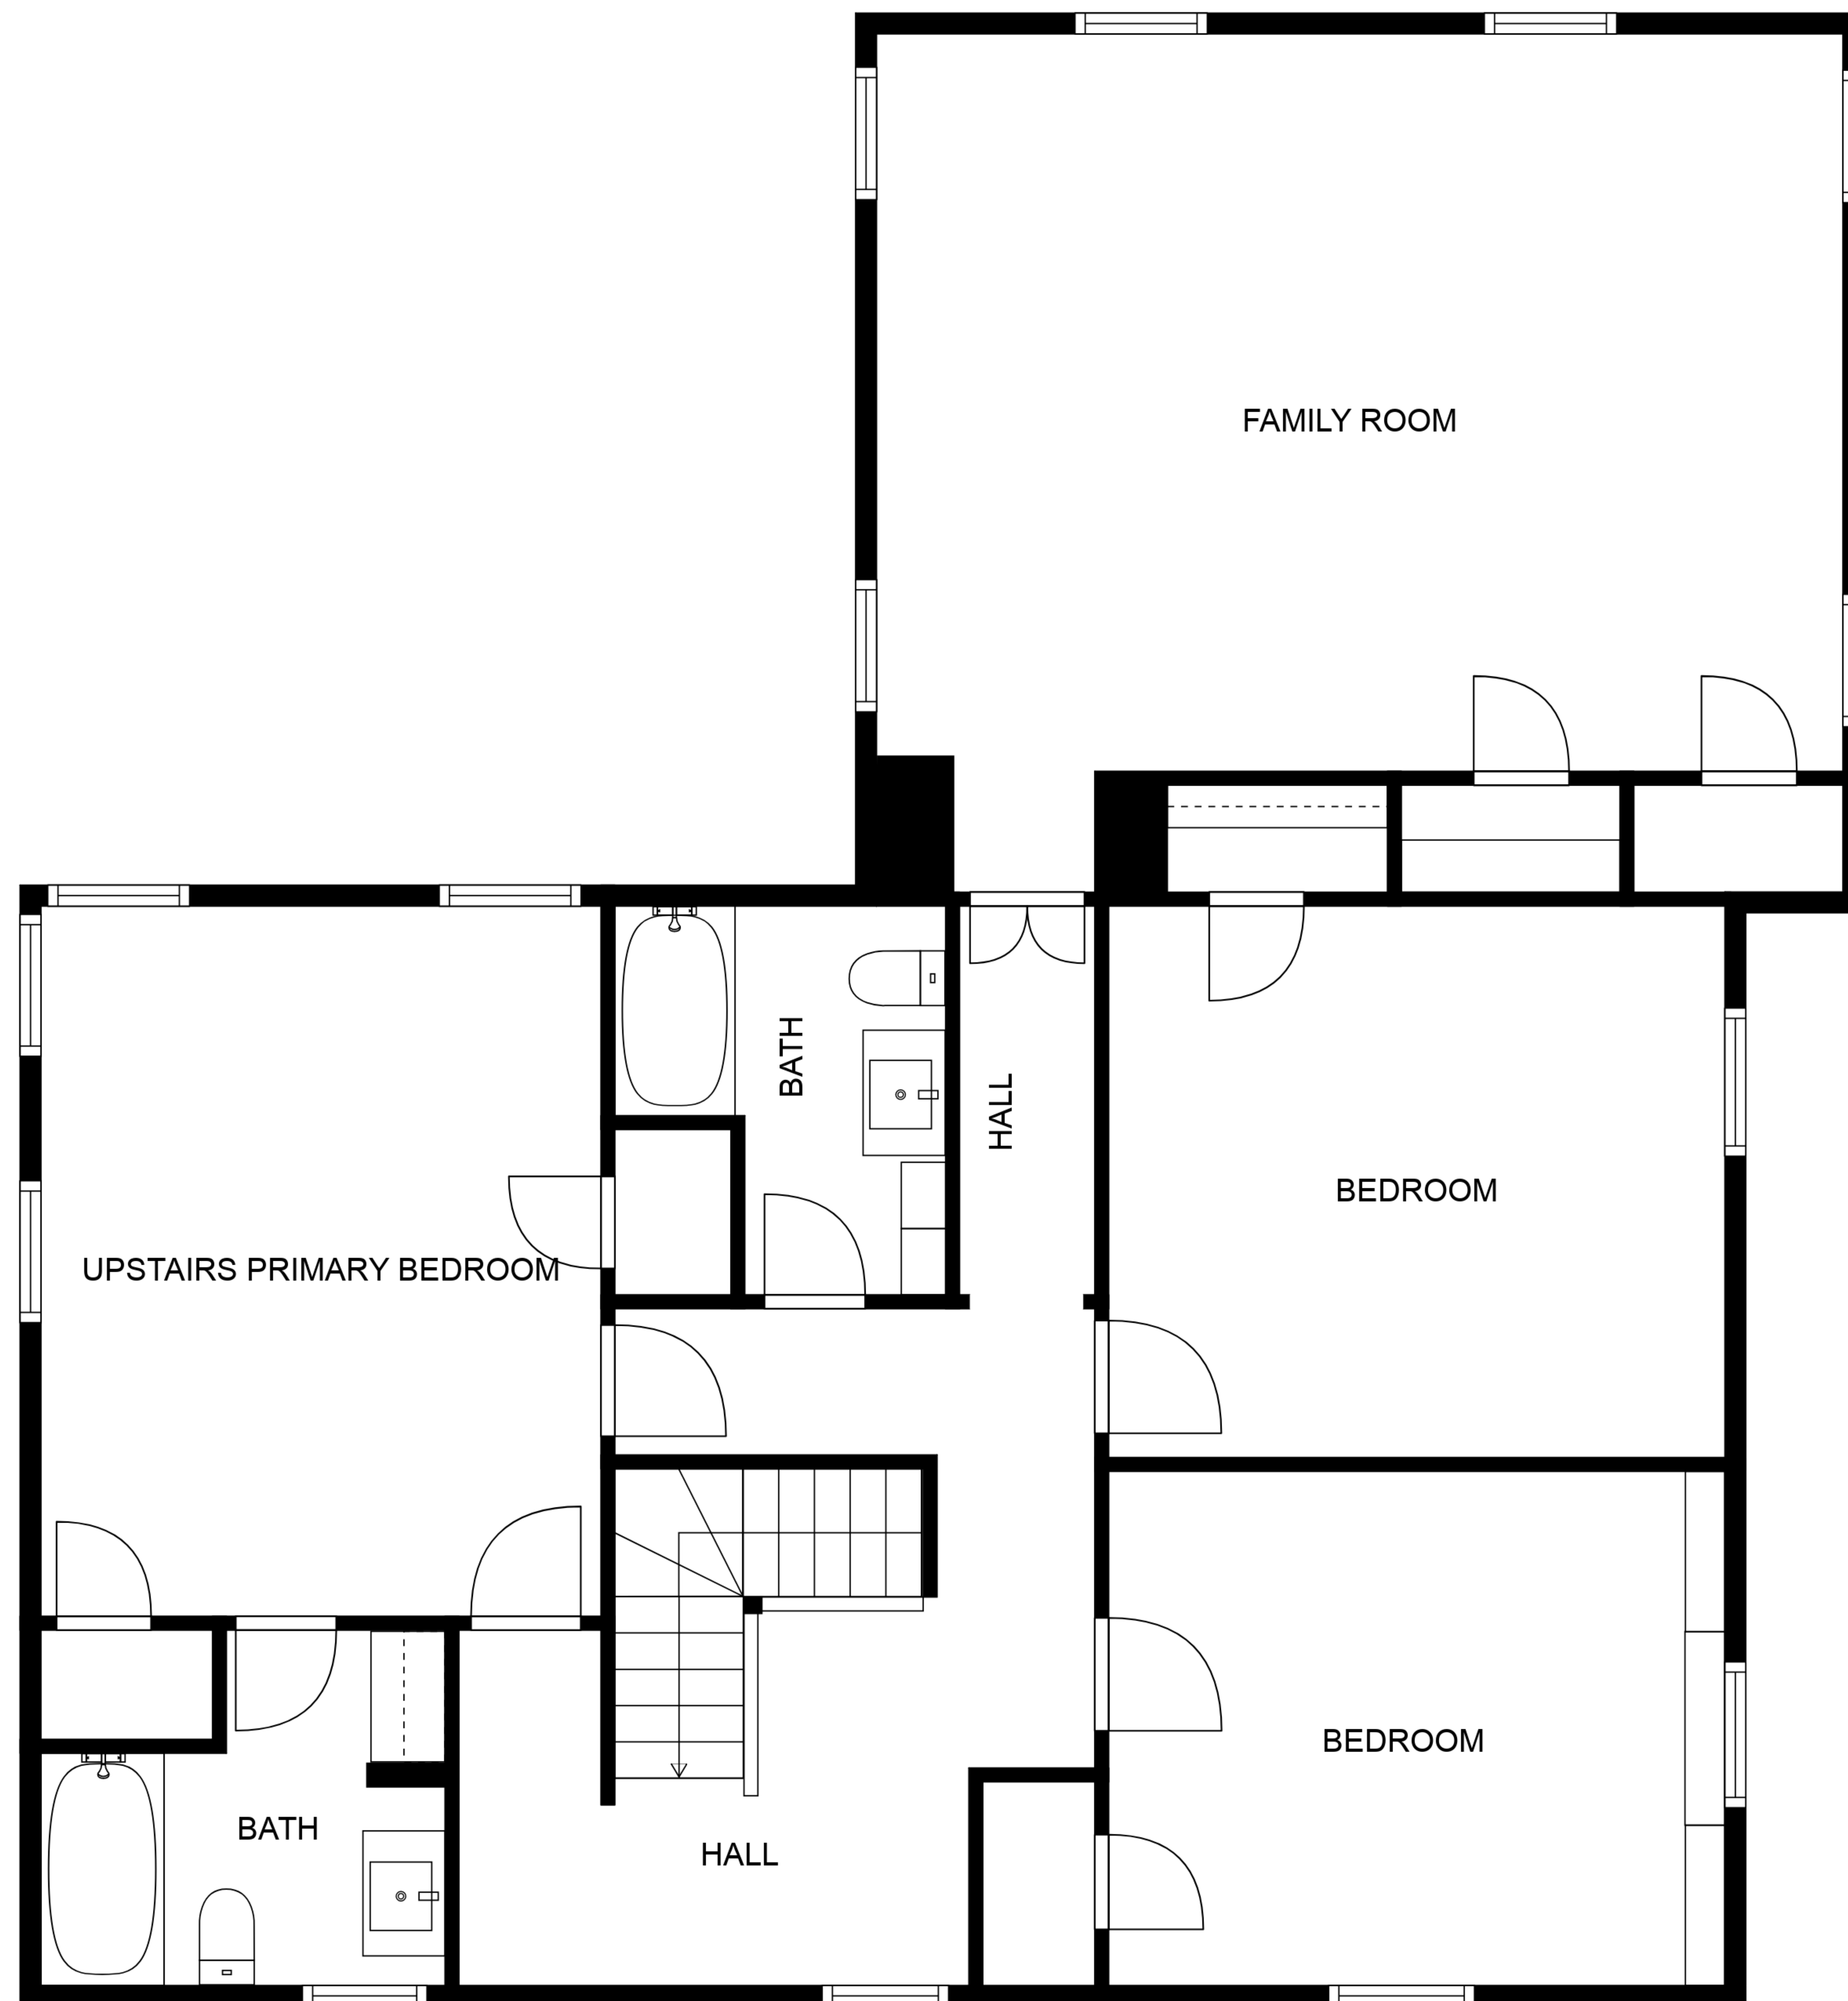 FAMILY ROOM
BATH
HALL
BEDROOM
UPSTAIRS PRIMARY BEDROOM
BEDROOM
BATH
HALL